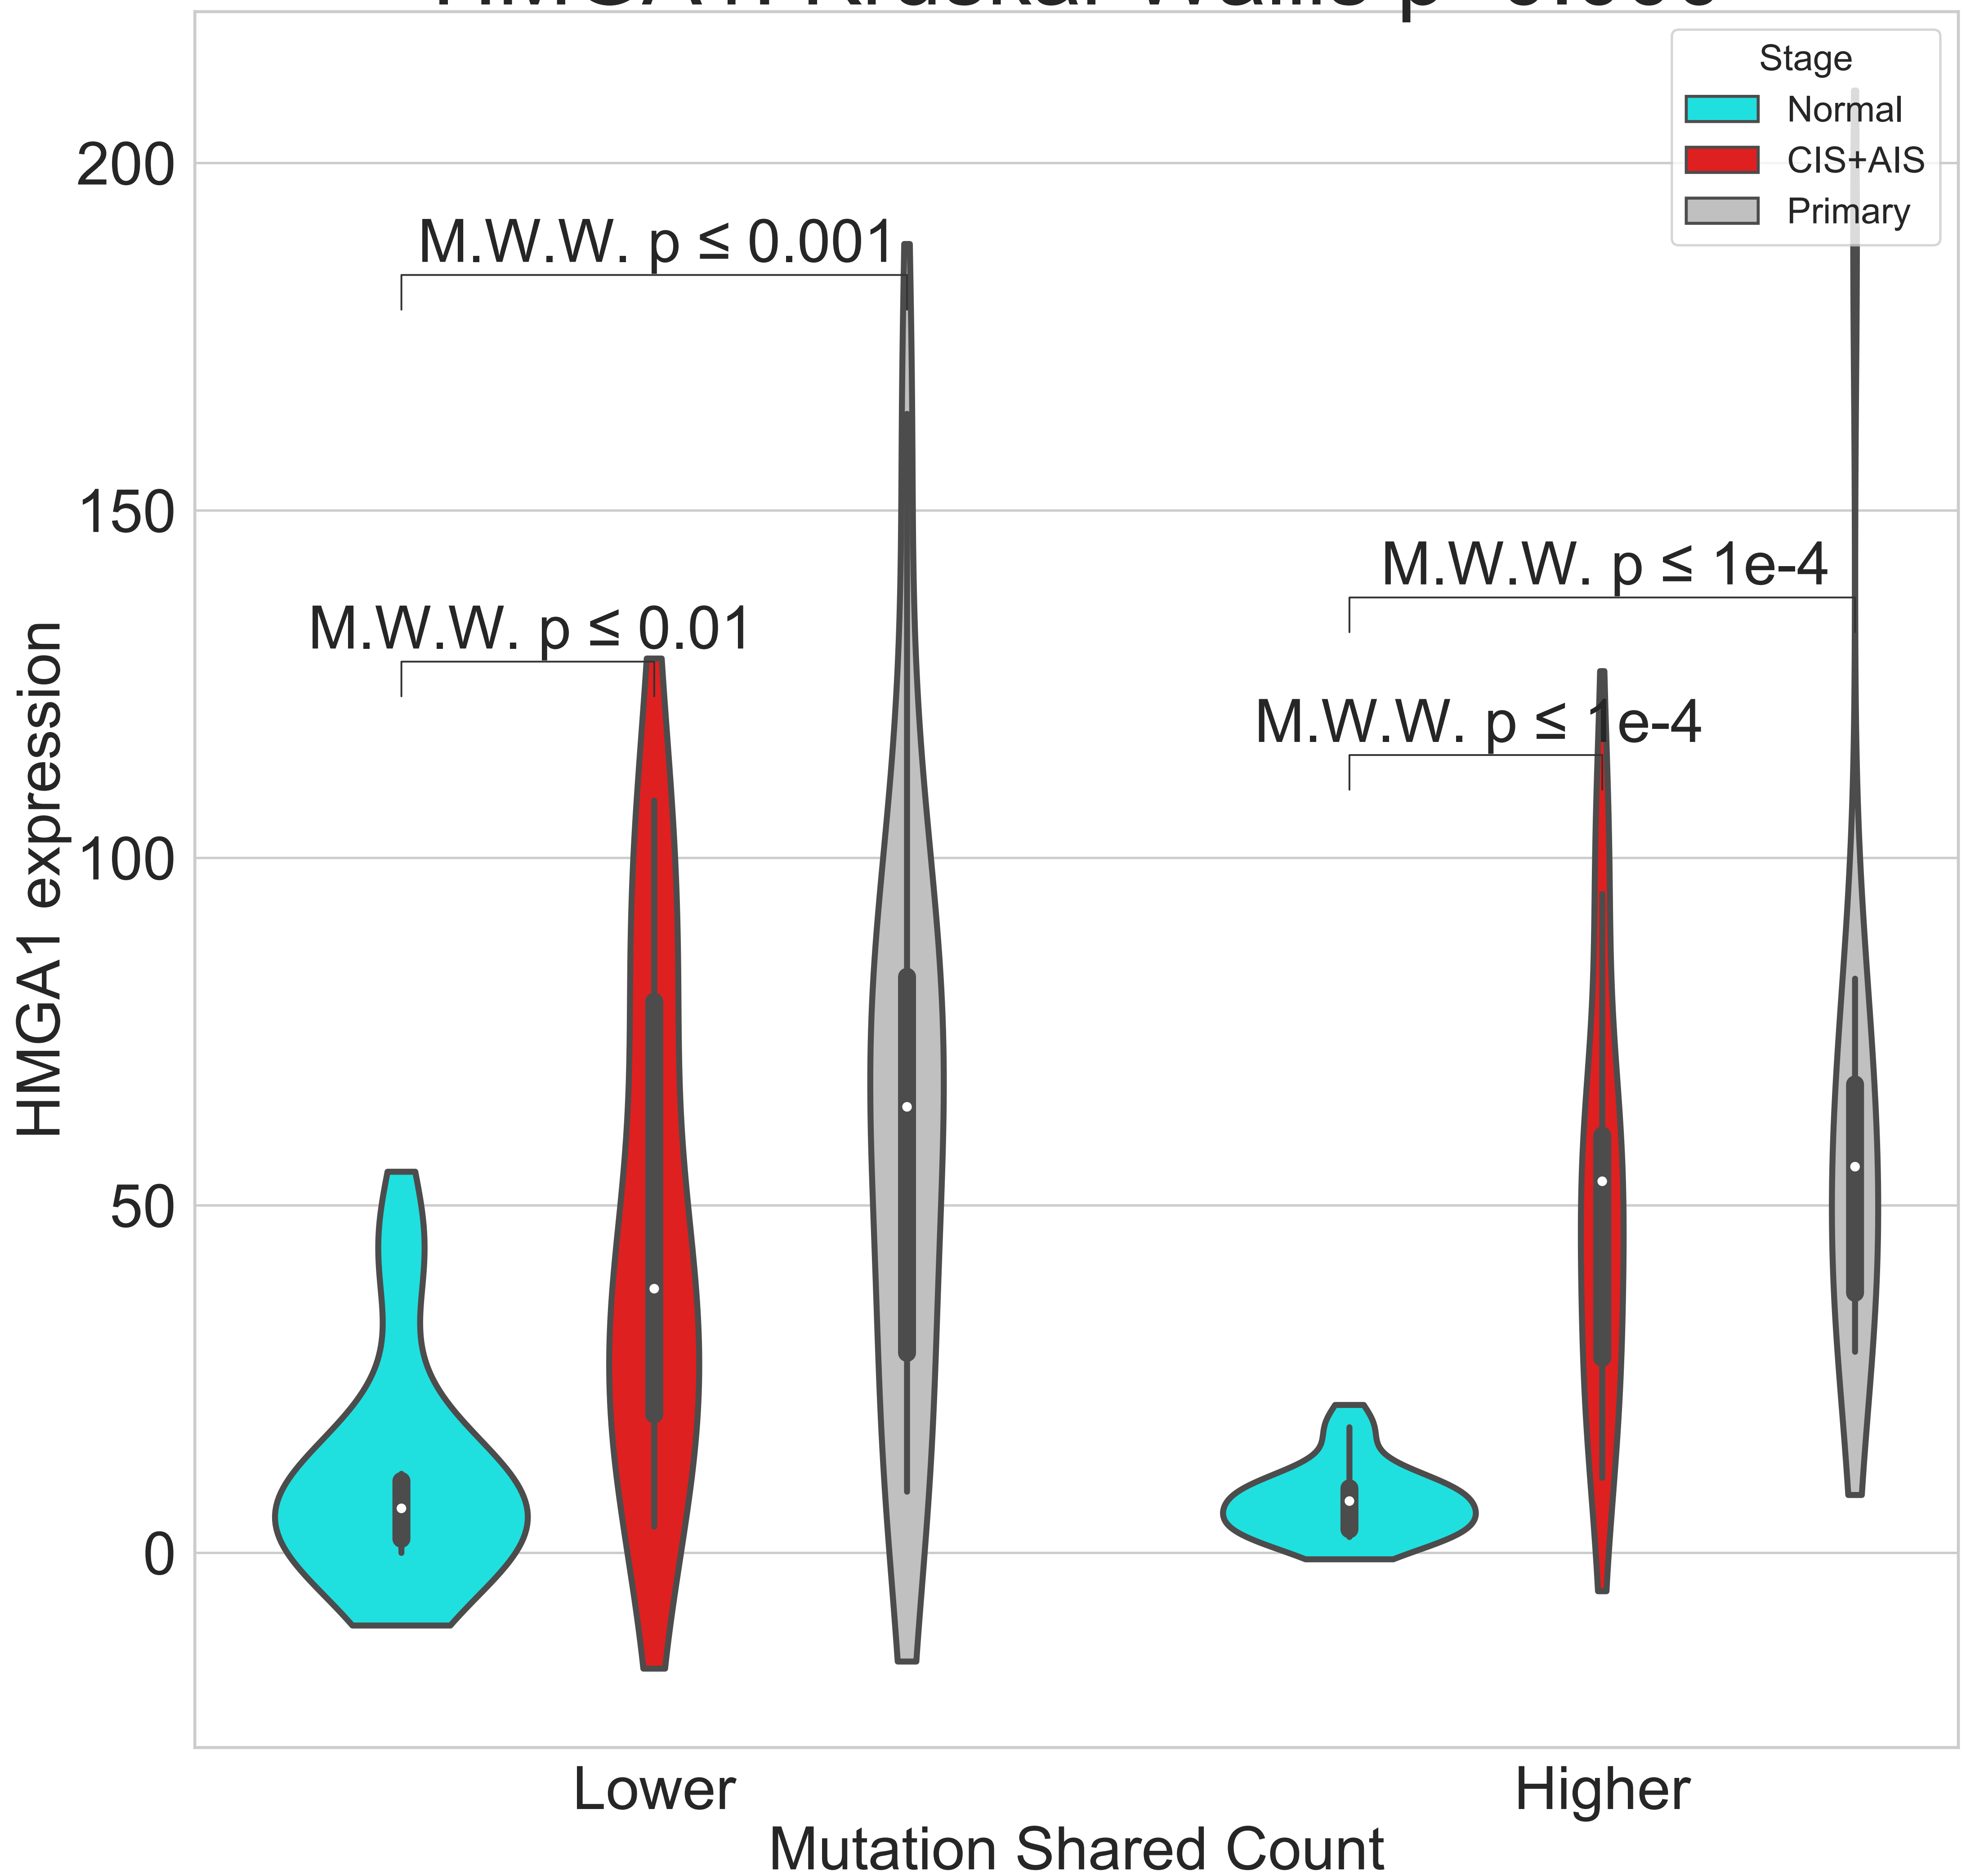 Stage
Normal
CIS+AIS
Primary
200
150
100
50
0
HMGA1 expression
M.W.W. p ≤ 0.001
M.W.W. p ≤ 0.01
M.W.W. p ≤ 1e-4
M.W.W. p ≤ 1e-4
Lower
Higher
Mutation Shared Count